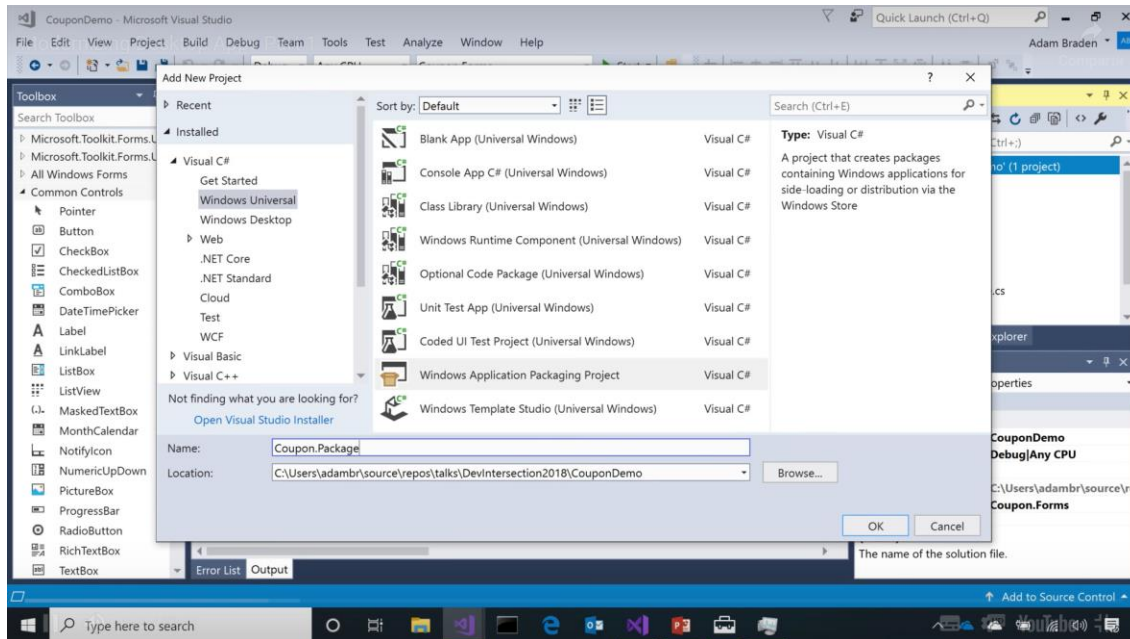 CouponDemo - Microsoft Visual Studio
Quick Launch (Ctrl+Q)
File Edit View Project Build Debug Team Tools Test Analyze Window Help
Adam Braden
Add New Project
? X
Toolbox
Search Toolbox
Microsoft.Toolkit.Forms.U
Microsoft.Toolkit.Forms.U
All Windows Forms
Common Controls
Pointer
Button
CheckBox
CheckedListBox
ComboBox
DateTimePicker
Label
LinkLabel
ListBox
ListView
MaskedTextBox
MonthCalendar
NotifyIcon
NumericUpDown
PictureBox
ProgressBar
RadioButton
RichTextBox
TextBox
Recent
Installed
Visual C#
Get Started
Windows Universal
Windows Desktop
Web
.NET Core
.NET Standard
Cloud
Test
WCF
Visual Basic
Visual C++
Not finding what you are looking for?
Open Visual Studio Installer
Sort by: Default
Search (Ctrl+E)
Blank App (Universal Windows) Visual C#
Console App C# (Universal Windows) Visual C#
Class Library (Universal Windows) Visual C#
Windows Runtime Component (Universal Windows) Visual C#
Optional Code Package (Universal Windows) Visual C#
Unit Test App (Universal Windows) Visual C#
Coded UI Test Project (Universal Windows) Visual C#
Windows Application Packaging Project Visual C#
Windows Template Studio (Universal Windows) Visual C#
Type: Visual C#
A project that creates packages
containing Windows applications for
side-loading or distribution via the
Windows Store
Name: Coupon.Package
Location: C:\Users\adambr\source\repos\talks\DevIntersection2018\CouponDemo
Browse...
OK Cancel
Ctrl+;)
no' (1 project)
.cs
xplorer
operties
CouponDemo
Debug|Any CPU
C:\Users\adambr\source\r
Coupon.Forms
The name of the solution file.
Error List Output
Add to Source Control
Type here to search
YouTube